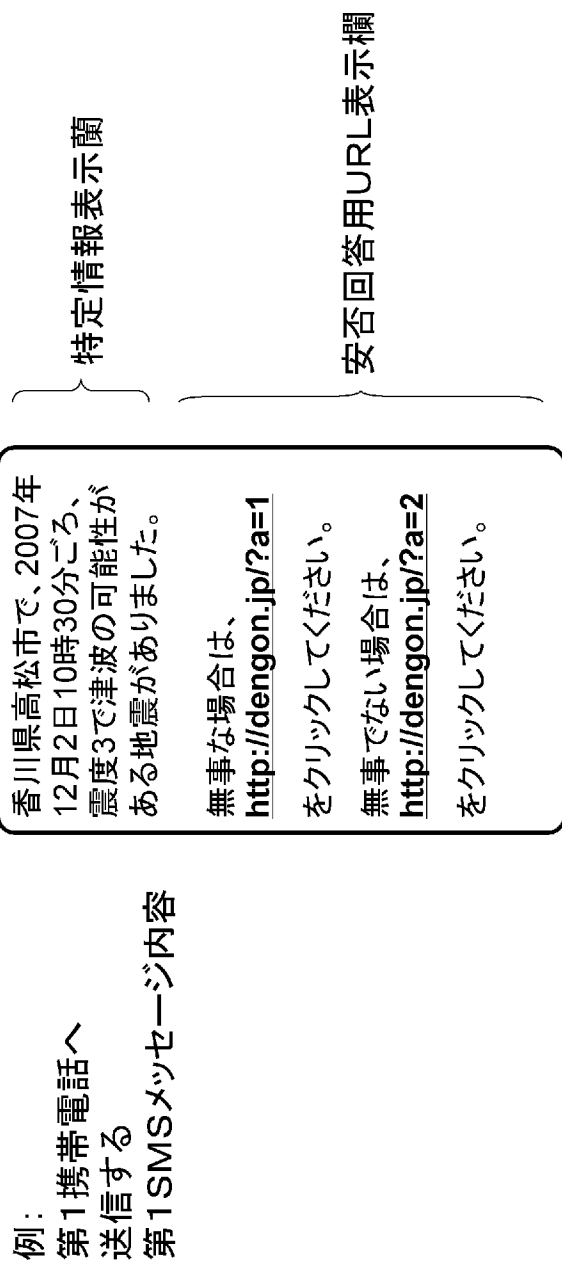 例：
第１携帯電話へ
送信する
第１ＳＭＳメッセージ内容
香川県高松市で、2007年
12月2日10時30分ごろ、
震度3で津波の可能性が
ある地震がありました。
無事な場合は、
http://dengon.jp/?a=1
をクリックしてください。
無事でない場合は、
http://dengon.jp/?a=2
をクリックしてください。
特定情報表示蘭
安否回答用ＵＲＬ表示欄